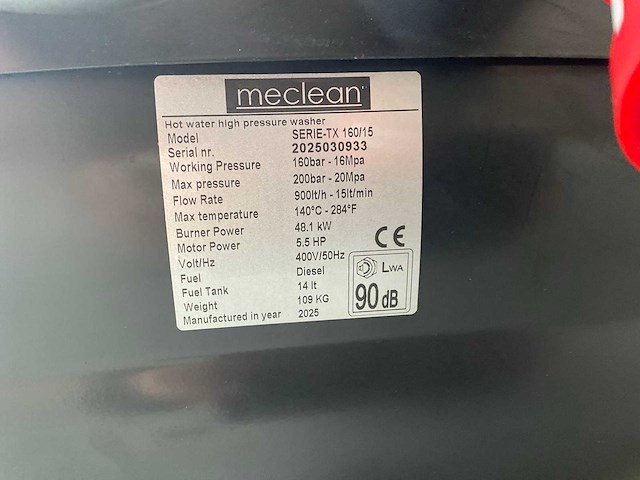 meclean
Hot water high pressure washer
Model SERIE-TX 160/15
Serial nr. 2025030933
Working Pressure 160bar - 16Mpa
Max pressure 200bar - 20Mpa
Flow Rate 900lt/h - 15lt/min
Max temperature 140°C - 284°F
Burner Power 48.1 kW
Motor Power 5.5 HP
Volt/Hz 400V/50Hz
Fuel Diesel
Fuel Tank 14 lt
Weight 109 KG
Manufactured in year 2025
CE
LWA
90 dB